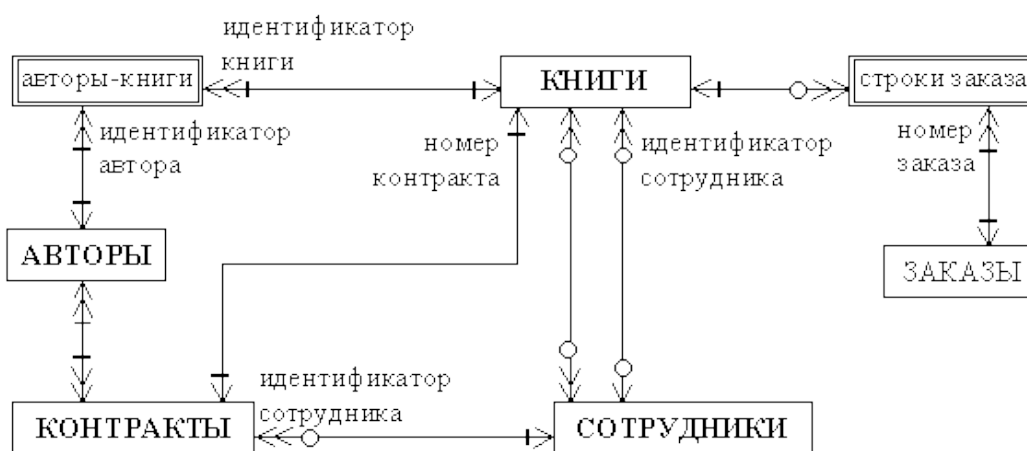 идентификатор
книги
авторы-книги
КНИГИ
строки заказа
идентификатор
автора
номер
контракта
идентификатор
сотрудника
номер
заказа
АВТОРЫ
ЗАКАЗЫ
идентификатор
сотрудника
КОНТРАКТЫ
СОТРУДНИКИ